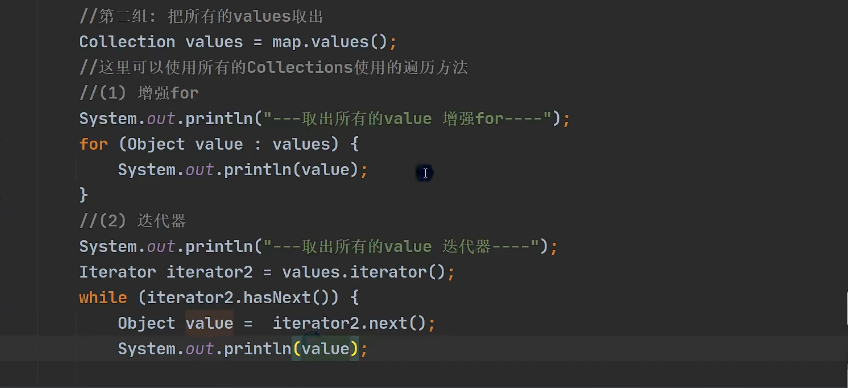 //第二组: 把所有的values取出
Collection values = map.values();
//这里可以使用所有的Collections使用的遍历方法
//(1) 增强for
System.out.println("---取出所有的value 增强for----");
for (Object value : values) {
    System.out.println(value);
}
//(2) 迭代器
System.out.println("---取出所有的value 迭代器----");
Iterator iterator2 = values.iterator();
while (iterator2.hasNext()) {
    Object value =  iterator2.next();
    System.out.println(value);